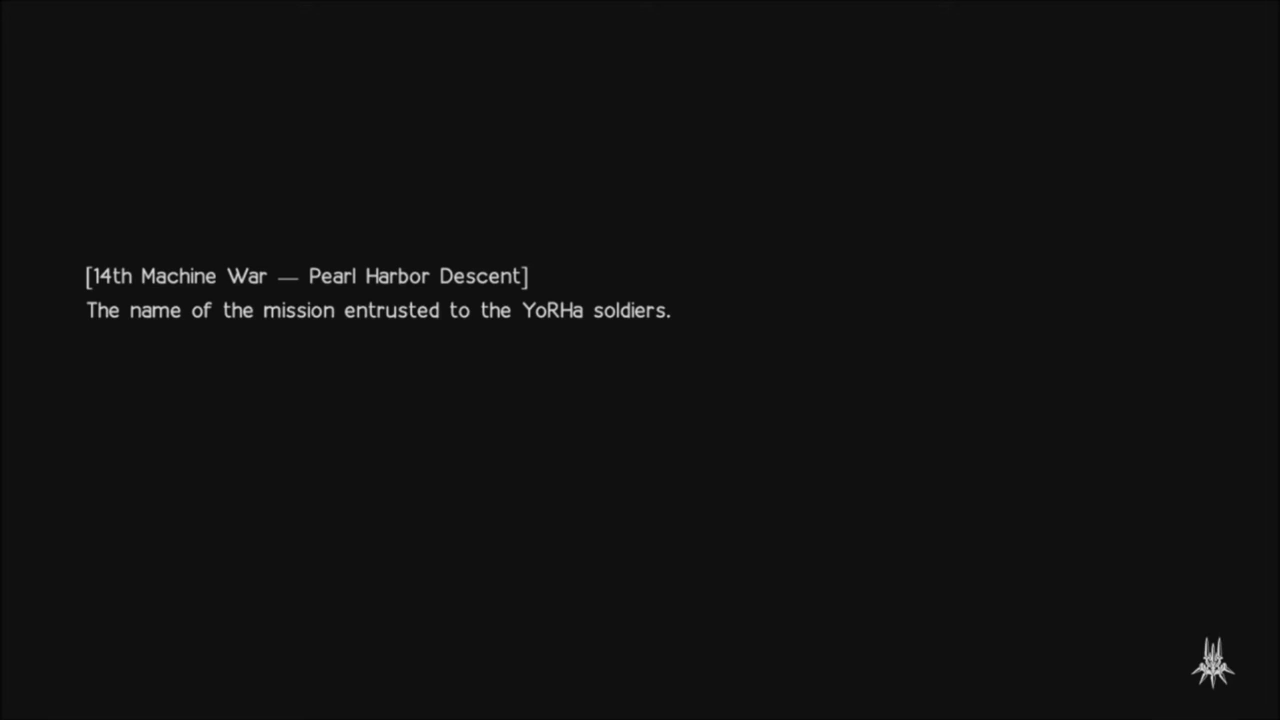 [14th Machine War — Pearl Harbor Descent]
The name of the mission entrusted to the YoRHa soldiers.